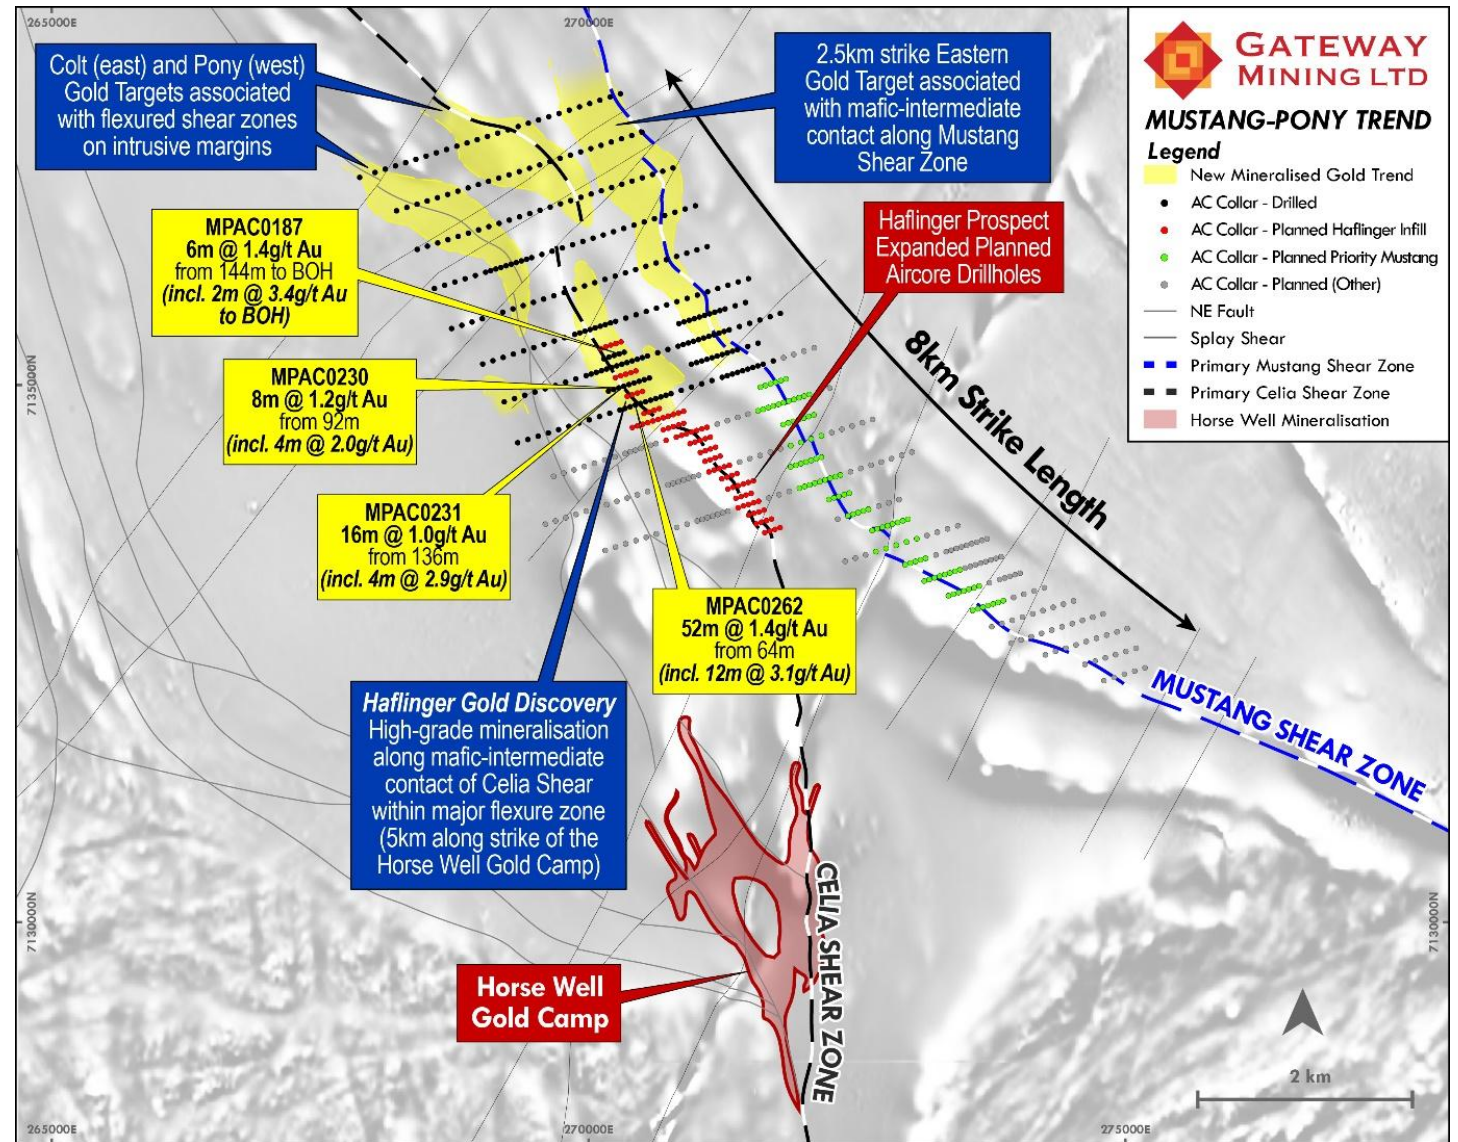 265000E
270000E
GATEWAY
MINING LTD
MUSTANG-PONY TREND
Legend
New Mineralised Gold Trend
AC Collar - Drilled
AC Collar - Planned Haflinger Infill
AC Collar - Planned Priority Mustang
AC Collar - Planned (Other)
NE Fault
Splay Shear
Primary Mustang Shear Zone
Primary Celia Shear Zone
Horse Well Mineralisation
Colt (east) and Pony (west)
Gold Targets associated
with flexured shear zones
on intrusive margins
2.5km strike Eastern
Gold Target associated
with mafic-intermediate
contact along Mustang
Shear Zone
MPAC0187
6m @ 1.4g/t Au
from 144m to BOH
(incl. 2m @ 3.4g/t Au
to BOH)
Haflinger Prospect
Expanded Planned
Aircore Drillholes
8km Strike Length
7135000N
MPAC0230
8m @ 1.2g/t Au
from 92m
(incl. 4m @ 2.0g/t Au)
MPAC0231
16m @ 1.0g/t Au
from 136m
(incl. 4m @ 2.9g/t Au)
MPAC0262
52m @ 1.4g/t Au
from 64m
(incl. 12m @ 3.1g/t Au)
Haflinger Gold Discovery
High-grade mineralisation
along mafic-intermediate
contact of Celia Shear
within major flexure zone
(5km along strike of the
Horse Well Gold Camp)
MUSTANG SHEAR ZONE
CELIA SHEAR ZONE
7130000N
7130000N
Horse Well
Gold Camp
2 km
265000E
270000E
275000E